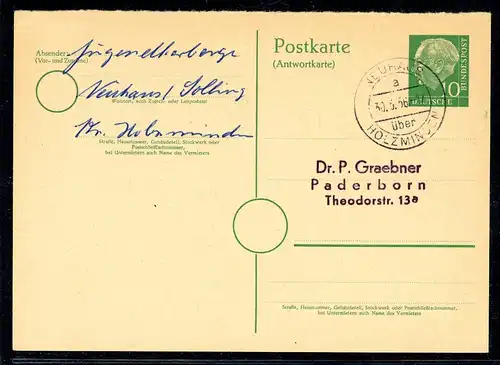 Absender:
(Vor- und Zuname)
Jugendherberge
Neuhaus / Solling
Wohnort, auch Zustell- oder Leitpostamt
Kr. Holzminden
Straße, Hausnummer, Gebäudeteil, Stockwerk oder
Postschließfachnummer,
bei Untermietern auch Name des Vermieters
Postkarte
(Antwortkarte)
10
DEUTSCHE
BUNDESPOST
NEUHAUS
a
über
HOLZMINDEN
Dr. P. Graebner
Paderborn
Theodorstr. 13a
Straße, Hausnummer, Gebäudeteil, Stockwerk oder Postschließfachnummer,
bei Untermietern auch Name des Vermieters